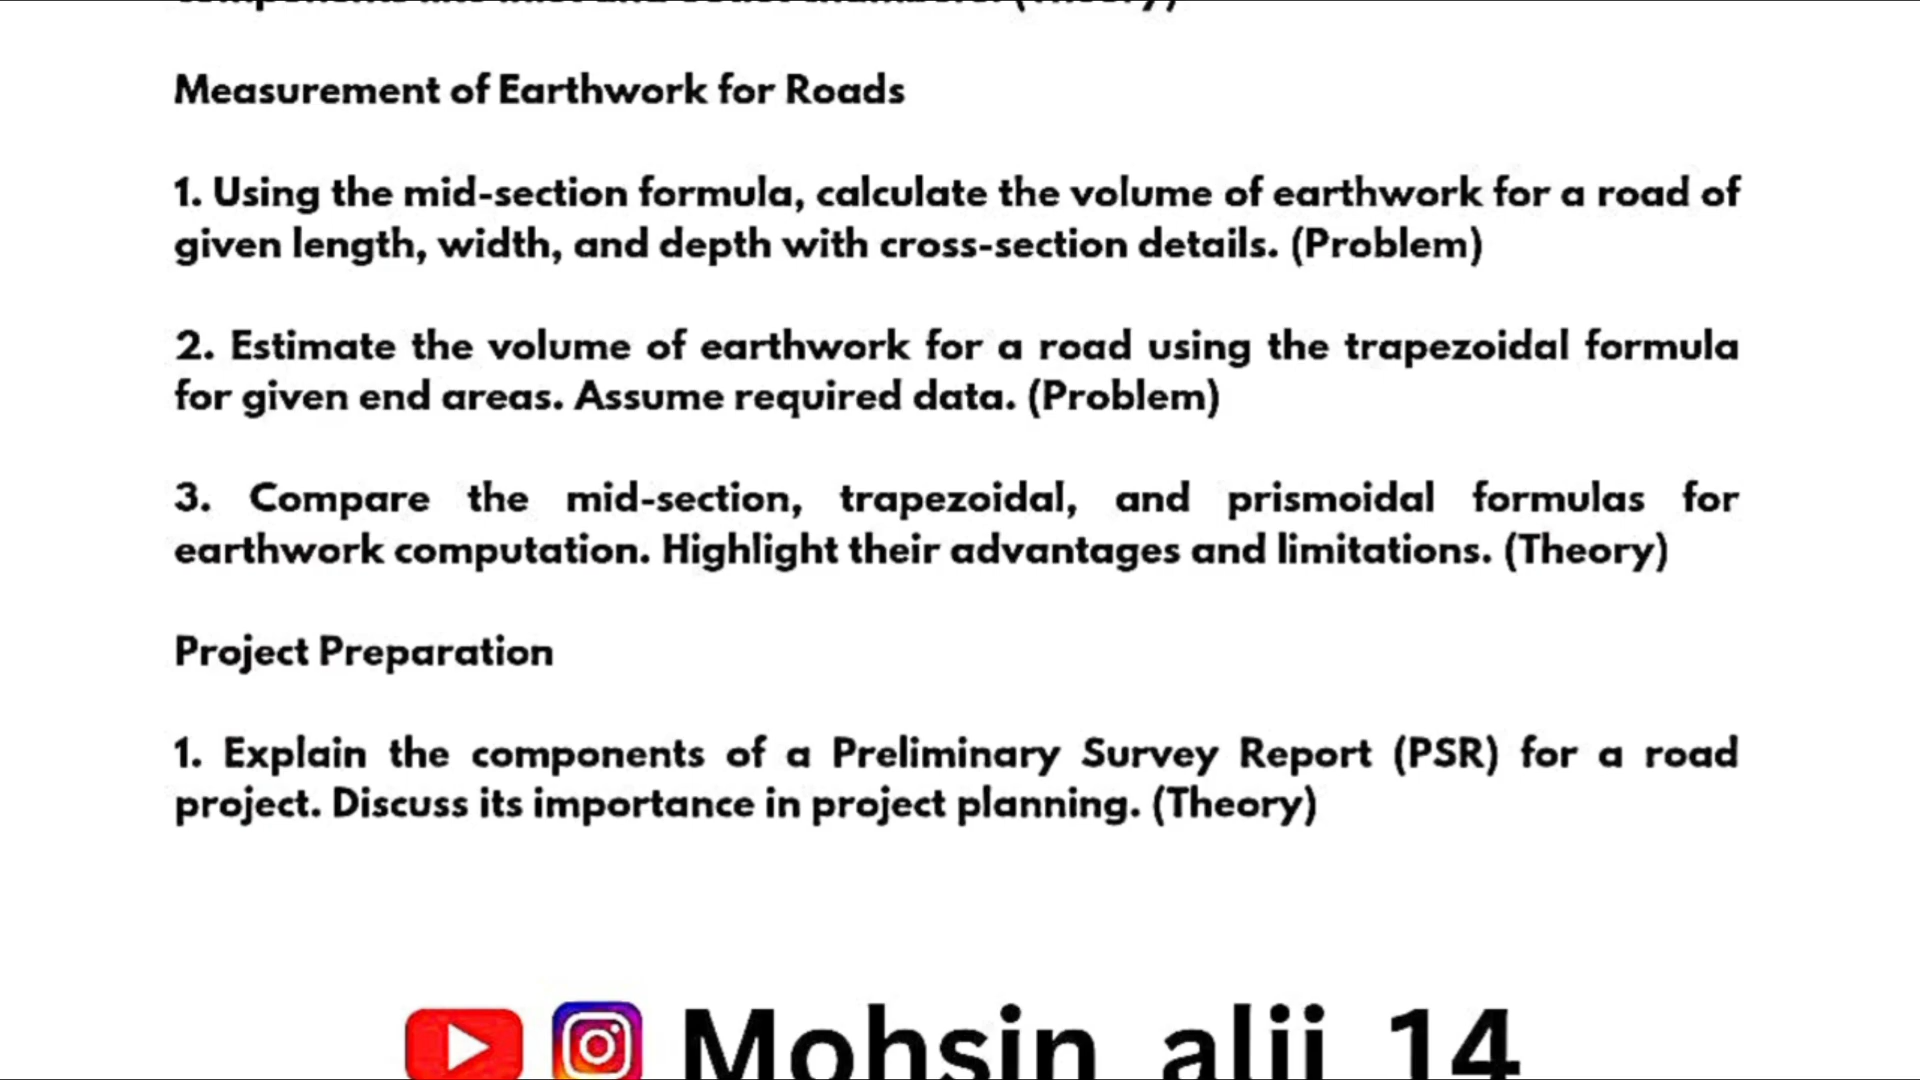 Measurement of Earthwork for Roads
1. Using the mid-section formula, calculate the volume of earthwork for a road of
given length, width, and depth with cross-section details. (Problem)
2. Estimate the volume of earthwork for a road using the trapezoidal formula
for given end areas. Assume required data. (Problem)
3. Compare the mid-section, trapezoidal, and prismoidal formulas for
earthwork computation. Highlight their advantages and limitations. (Theory)
Project Preparation
1. Explain the components of a Preliminary Survey Report (PSR) for a road
project. Discuss its importance in project planning. (Theory)
Mohsin alii 14